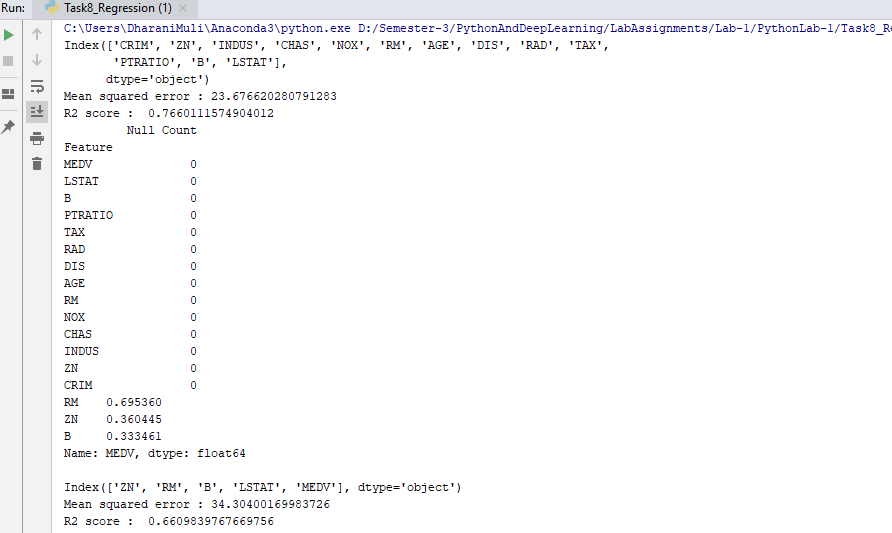 Run: Task8_Regression (1) ×
C:\Users\DharaniMuli\Anaconda3\python.exe D:/Semester-3/PythonAndDeepLearning/LabAssignments/Lab-1/PythonLab-1/Task8_Re
Index(['CRIM', 'ZN', 'INDUS', 'CHAS', 'NOX', 'RM', 'AGE', 'DIS', 'RAD', 'TAX',
       'PTRATIO', 'B', 'LSTAT'],
      dtype='object')
Mean squared error : 23.676620280791283
R2 score :  0.7660111574904012
         Null Count
Feature
MEDV              0
LSTAT             0
B                 0
PTRATIO           0
TAX               0
RAD               0
DIS               0
AGE               0
RM                0
NOX               0
CHAS              0
INDUS             0
ZN                0
CRIM              0
RM    0.695360
ZN    0.360445
B     0.333461
Name: MEDV, dtype: float64
Index(['ZN', 'RM', 'B', 'LSTAT', 'MEDV'], dtype='object')
Mean squared error : 34.30400169983726
R2 score :  0.6609839767669756